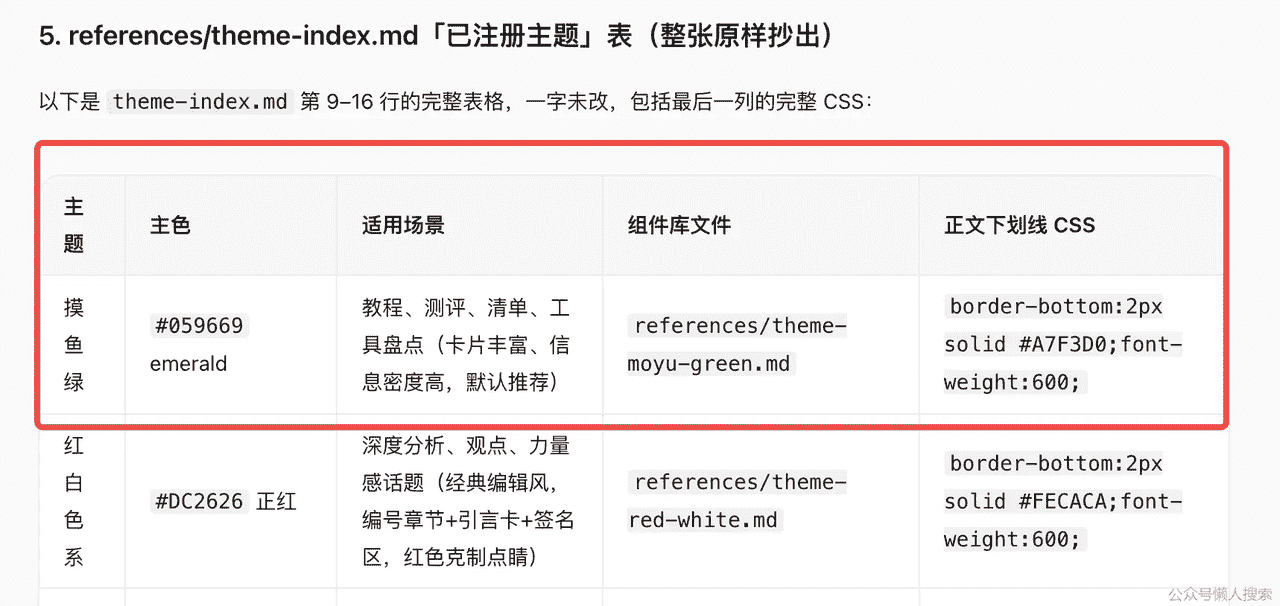 5. references/theme-index.md「已注册主题」表（整张原样抄出）
以下是 theme-index.md 第 9–16 行的完整表格，一字未改，包括最后一列的完整 CSS：
主
题
主色
适用场景
组件库文件
正文下划线 CSS
摸
鱼
绿
#059669
emerald
教程、测评、清单、工
具盘点（卡片丰富、信
息密度高，默认推荐）
references/theme-
moyu-green.md
border-bottom:2px
solid #A7F3D0;font-
weight:600;
红
白
色
系
#DC2626 正红
深度分析、观点、力量
感话题（经典编辑风，
编号章节+引言卡+签名
区，红色克制点睛）
references/theme-
red-white.md
border-bottom:2px
solid #FECACA;font-
weight:600;
公众号懒人搜索